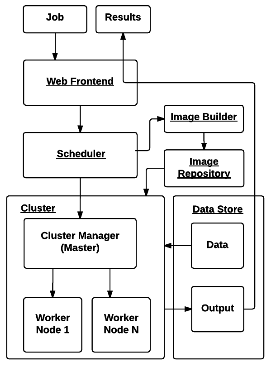 Job
Results
Web Frontend
Image Builder
Scheduler
Image
Repository
Cluster
Data Store
Cluster Manager
(Master)
Data
Worker
Node 1
Worker
Node N
Output